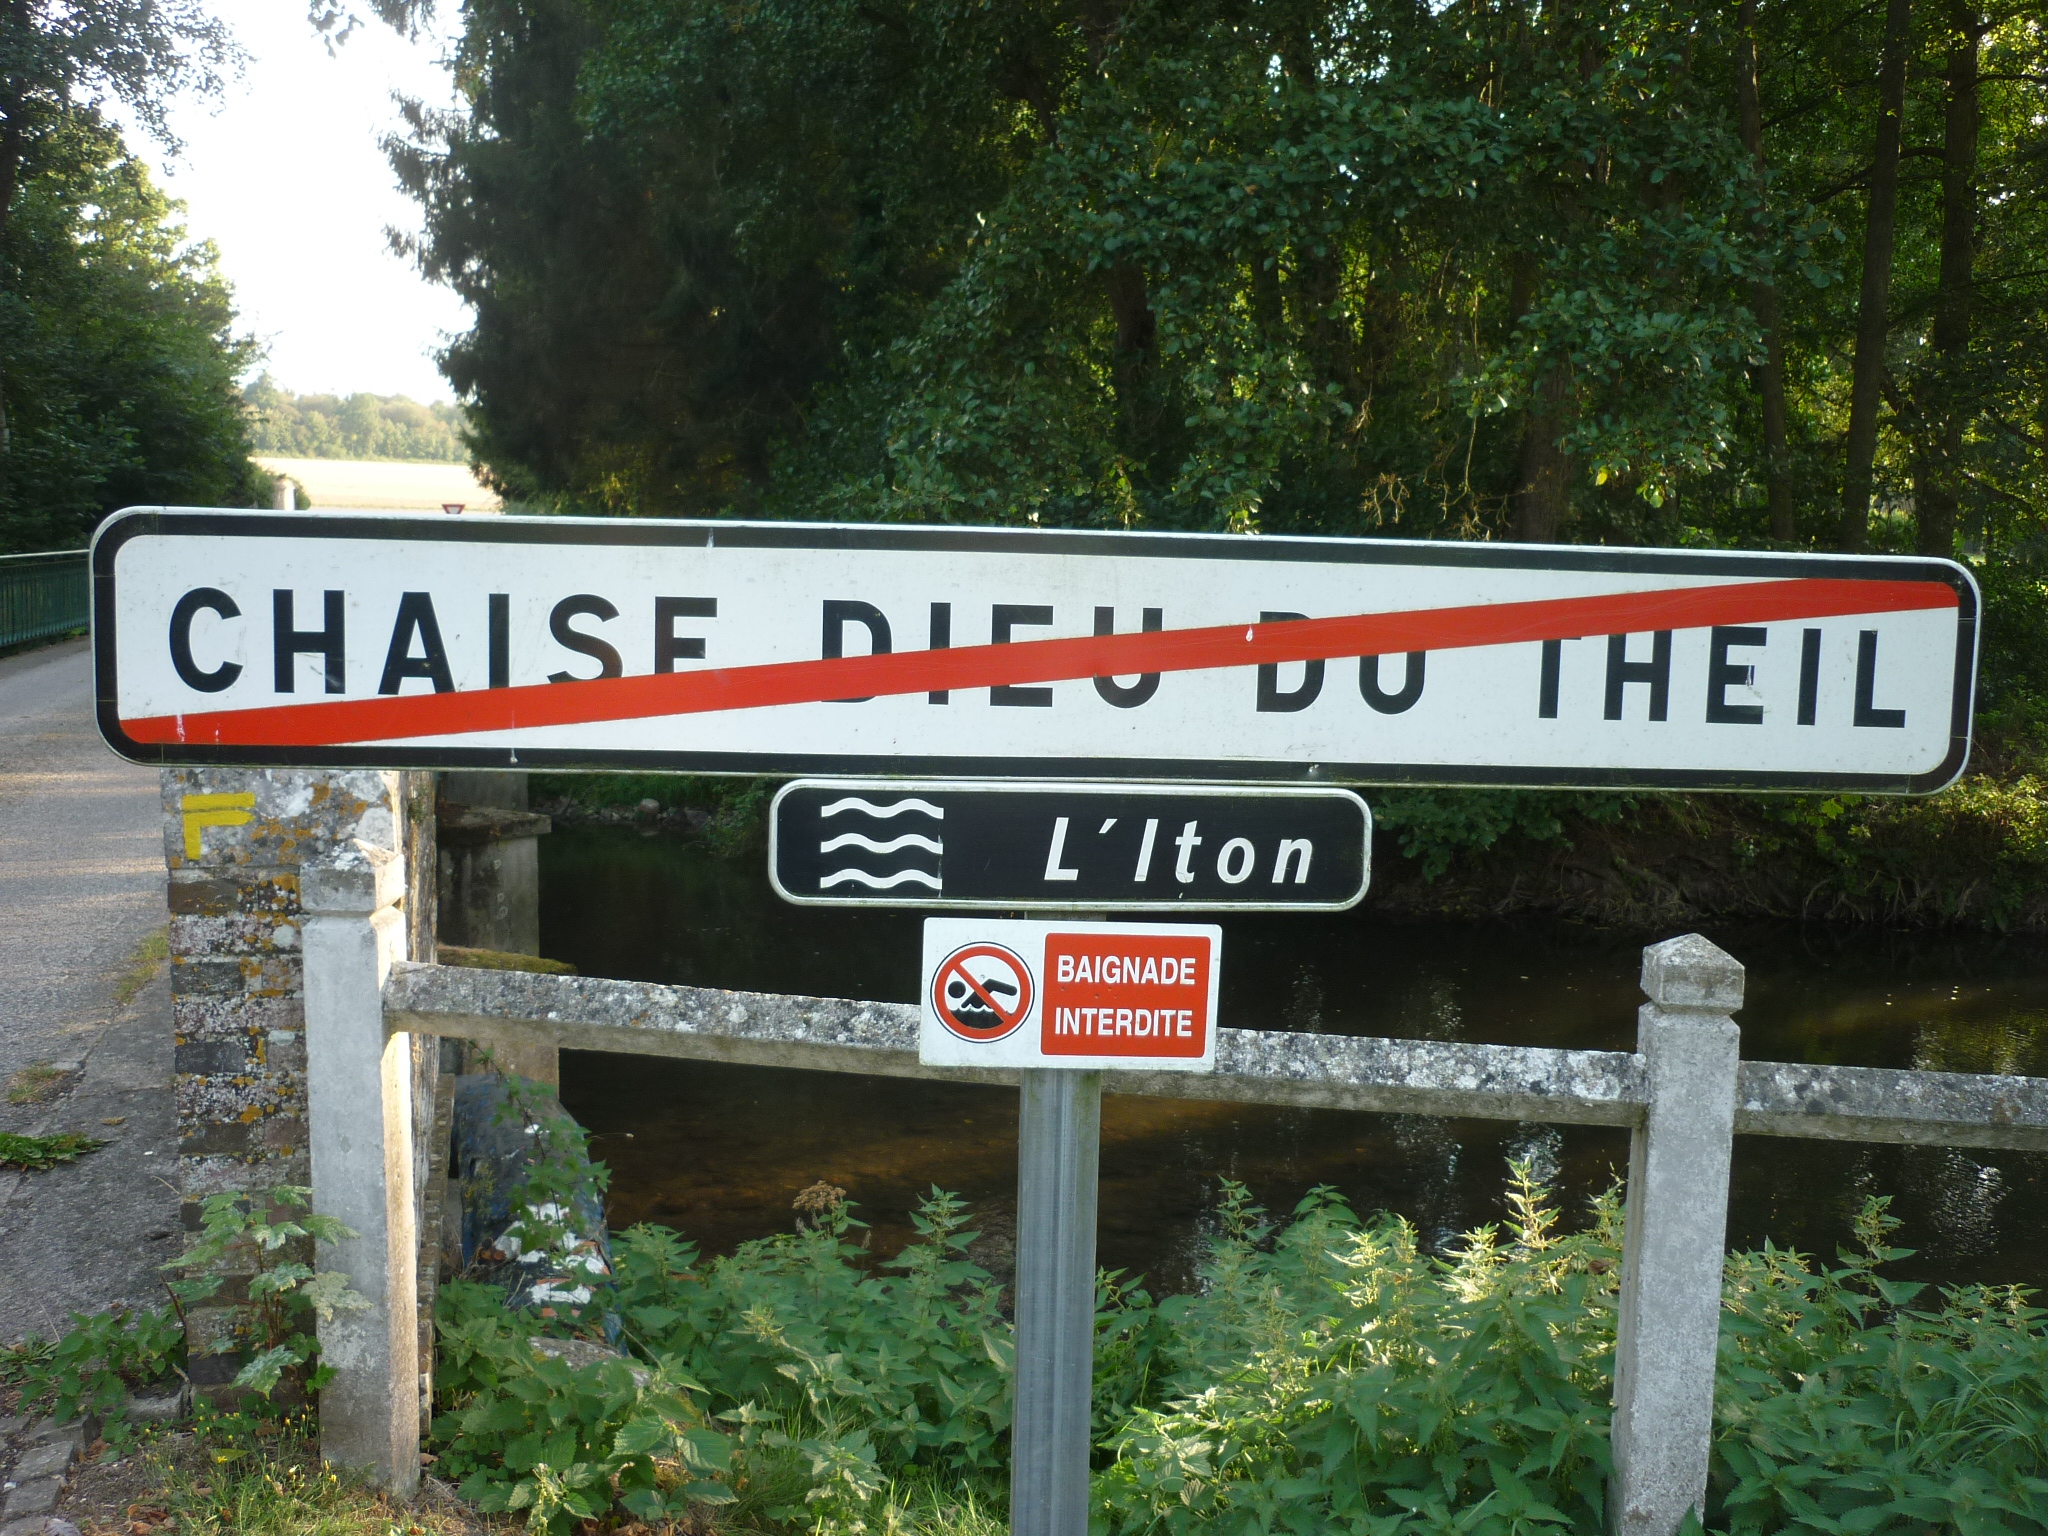 CHAISE DIEU DU THEIL
L'Iton
BAIGNADE
INTERDITE